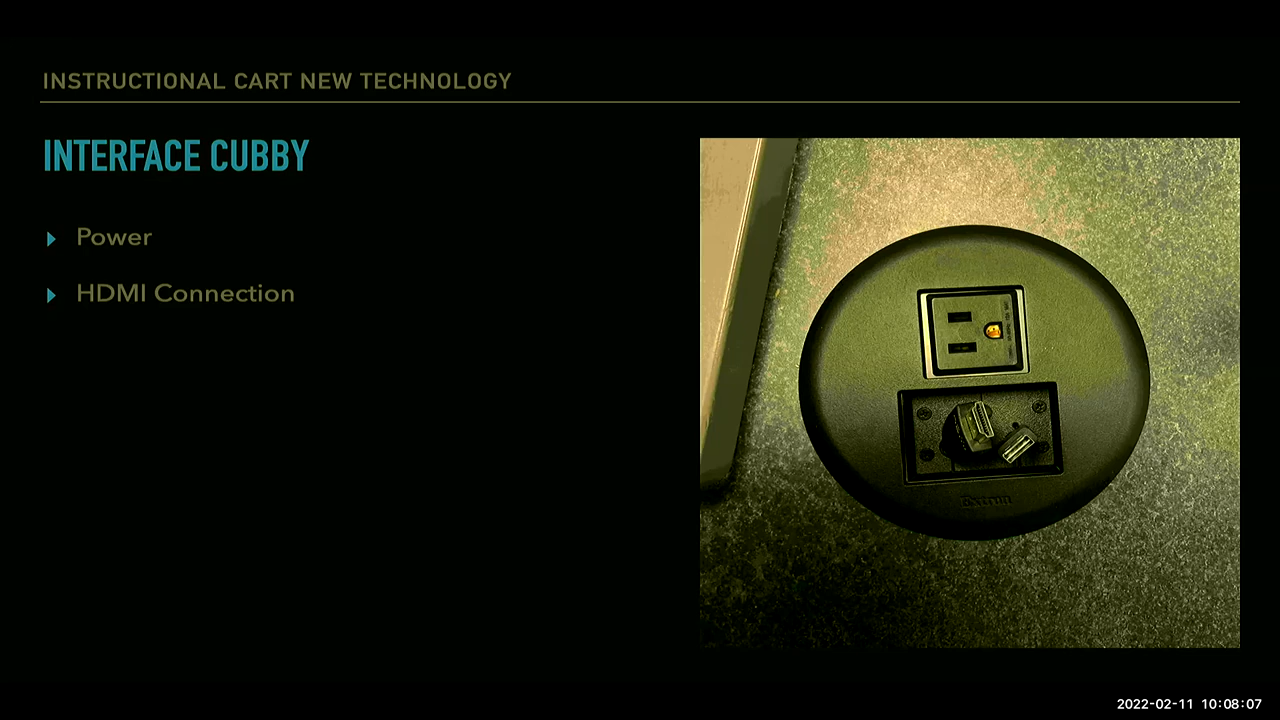 INSTRUCTIONAL CART NEW TECHNOLOGY
INTERFACE CUBBY
Power
HDMI Connection
Extron
2022-02-11 10:08:07